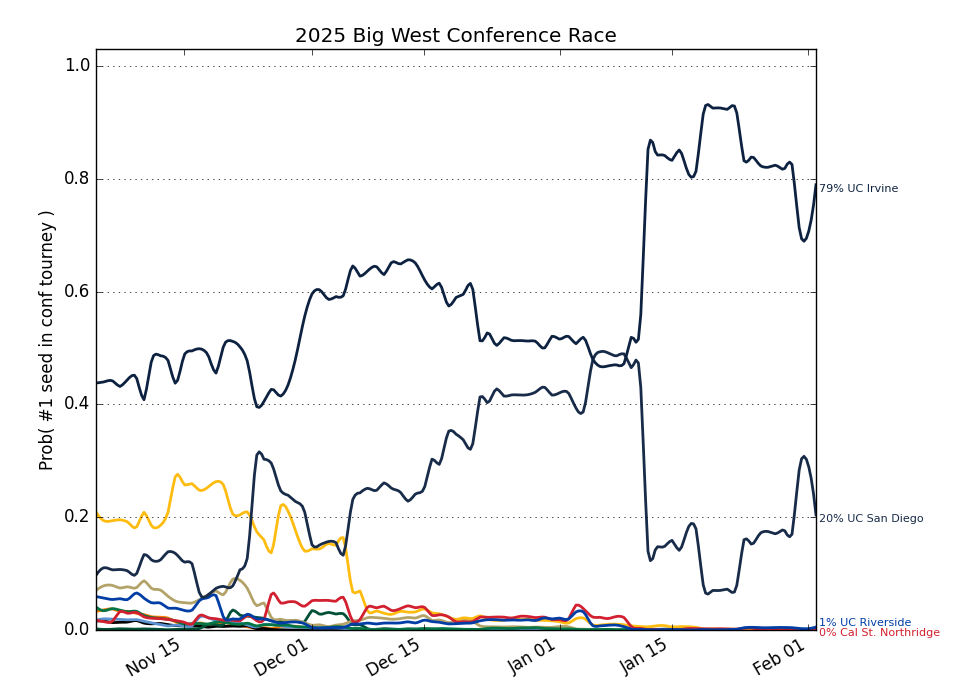 2025 Big West Conference Race
Prob( #1 seed in conf tourney )
1.0
0.8
0.6
0.4
0.2
0.0
79% UC Irvine
20% UC San Diego
1% UC Riverside
0% Cal St. Northridge
Nov 15
Dec 01
Dec 15
Jan 01
Jan 15
Feb 01